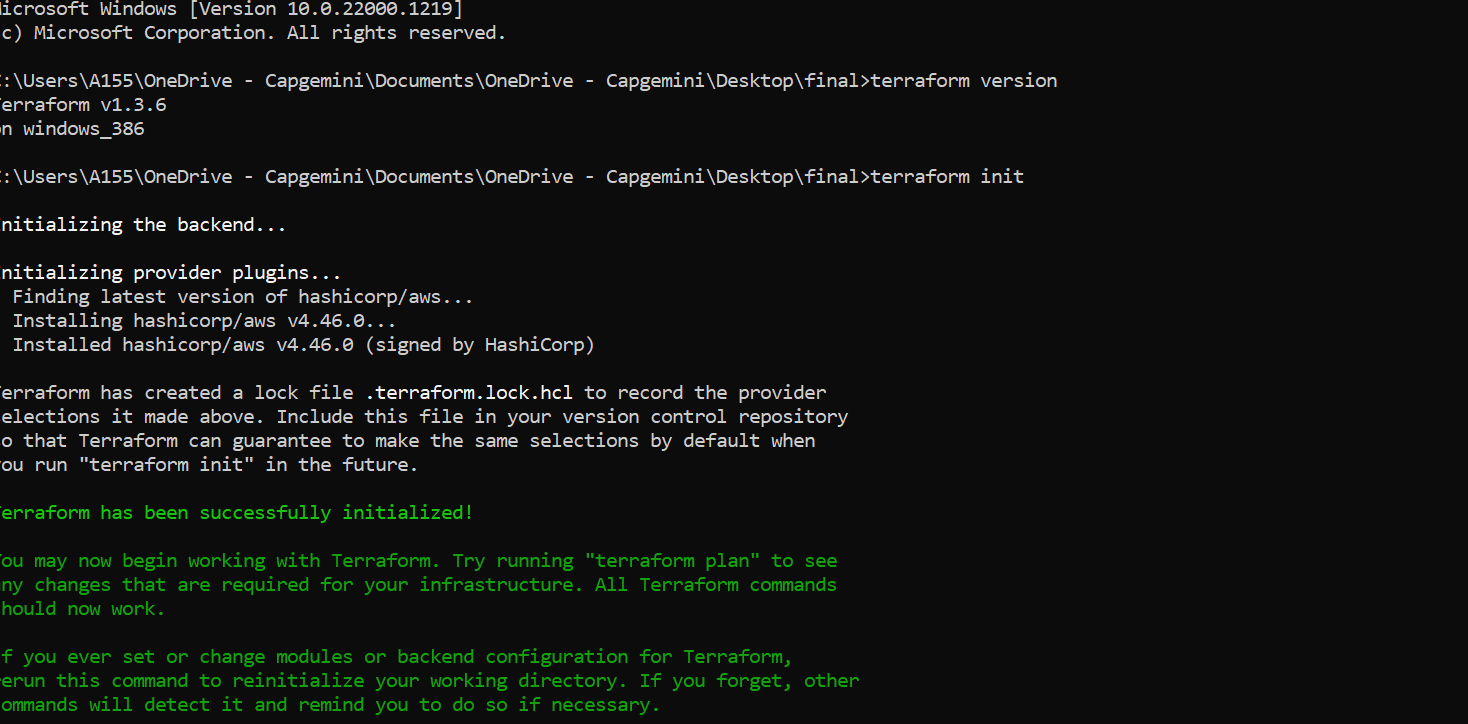 icrosoft Windows [Version 10.0.22000.1219]
c) Microsoft Corporation. All rights reserved.
:\Users\A155\OneDrive - Capgemini\Documents\OneDrive - Capgemini\Desktop\final>terraform version
erraform v1.3.6
on windows_386
:\Users\A155\OneDrive - Capgemini\Documents\OneDrive - Capgemini\Desktop\final>terraform init
nitializing the backend...
nitializing provider plugins...
Finding latest version of hashicorp/aws...
Installing hashicorp/aws v4.46.0...
Installed hashicorp/aws v4.46.0 (signed by HashiCorp)
erraform has created a lock file .terraform.lock.hcl to record the provider
elections it made above. Include this file in your version control repository
so that Terraform can guarantee to make the same selections by default when
you run "terraform init" in the future.
erraform has been successfully initialized!
You may now begin working with Terraform. Try running "terraform plan" to see
any changes that are required for your infrastructure. All Terraform commands
hould now work.
f you ever set or change modules or backend configuration for Terraform,
rerun this command to reinitialize your working directory. If you forget, other
commands will detect it and remind you to do so if necessary.